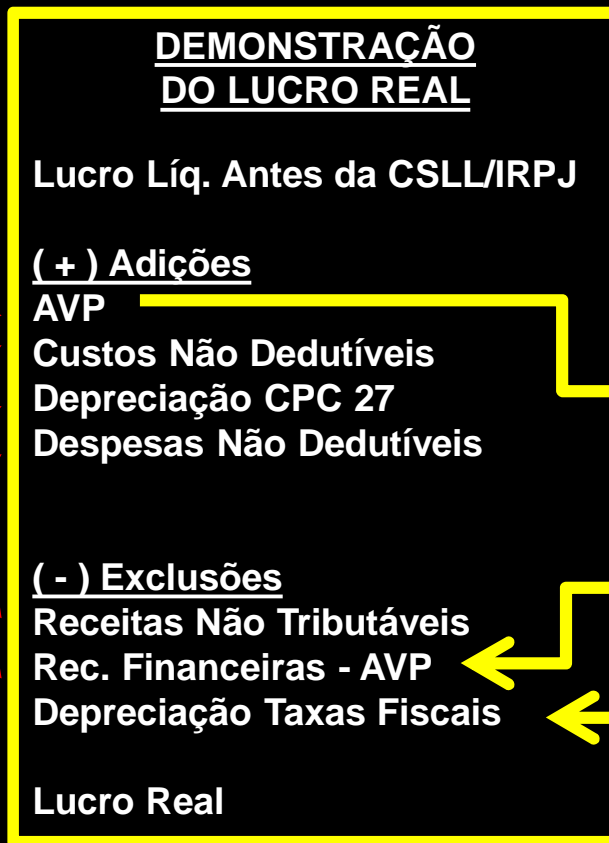 DEMONSTRAÇÃO
DO LUCRO REAL
Lucro Líq. Antes da CSLL/IRPJ
( + ) Adições
AVP
Custos Não Dedutíveis
Depreciação CPC 27
Despesas Não Dedutíveis
( - ) Exclusões
Receitas Não Tributáveis
Rec. Financeiras - AVP
Depreciação Taxas Fiscais
Lucro Real